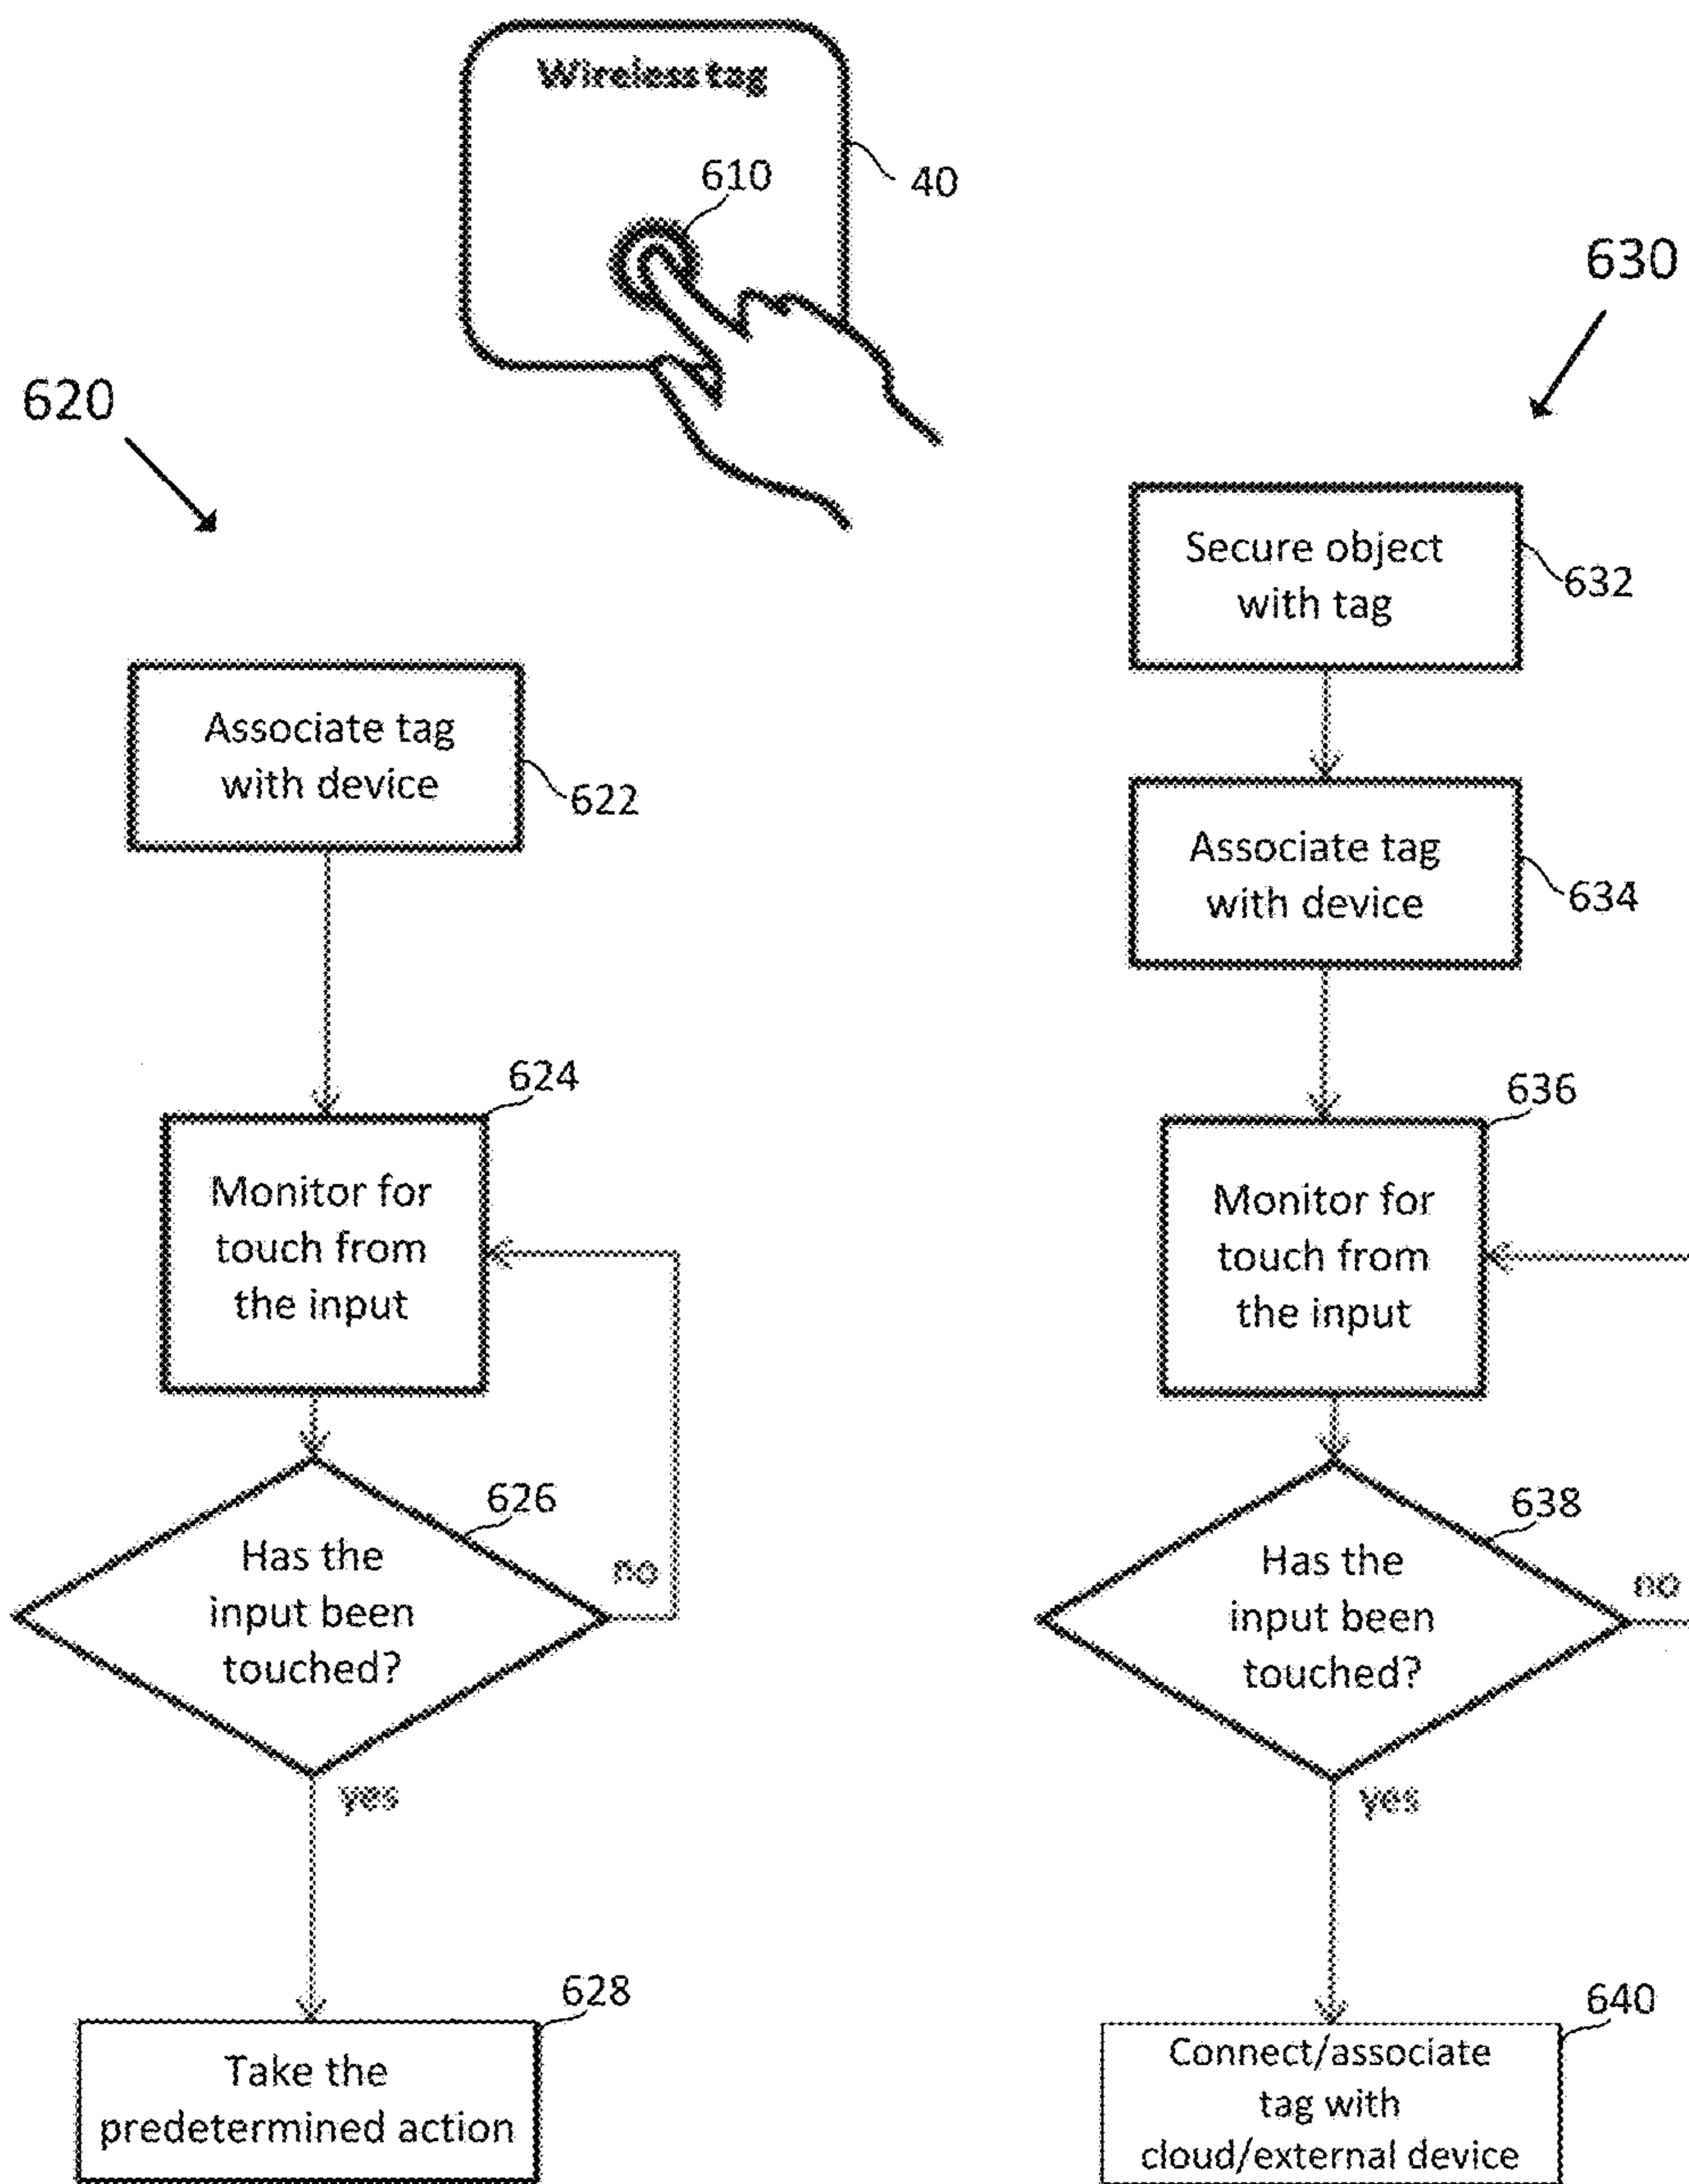 Wireless tag
610
40
630
620
Secure object
with tag
632
Associate tag
with device
622
Associate tag
with device
634
624
Monitor for
touch from
the input
636
Monitor for
touch from
the input
626
Has the
input been
touched?
no
yes
638
Has the
input been
touched?
no
yes
628
Take the
predetermined action
640
Connect/associate
tag with
cloud/external device